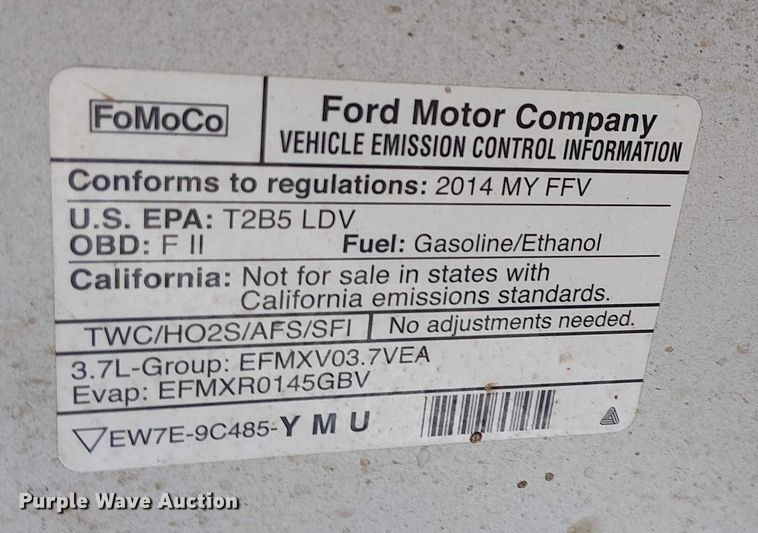 FoMoCo
Ford Motor Company
VEHICLE EMISSION CONTROL INFORMATION
Conforms to regulations: 2014 MY FFV
U.S. EPA: T2B5 LDV
OBD: F II Fuel: Gasoline/Ethanol
California: Not for sale in states with
California emissions standards.
TWC/HO2S/AFS/SFI No adjustments needed.
3.7L-Group: EFMXV03.7VEA
Evap: EFMXR0145GBV
EW7E-9C485-YMU
Purple Wave Auction